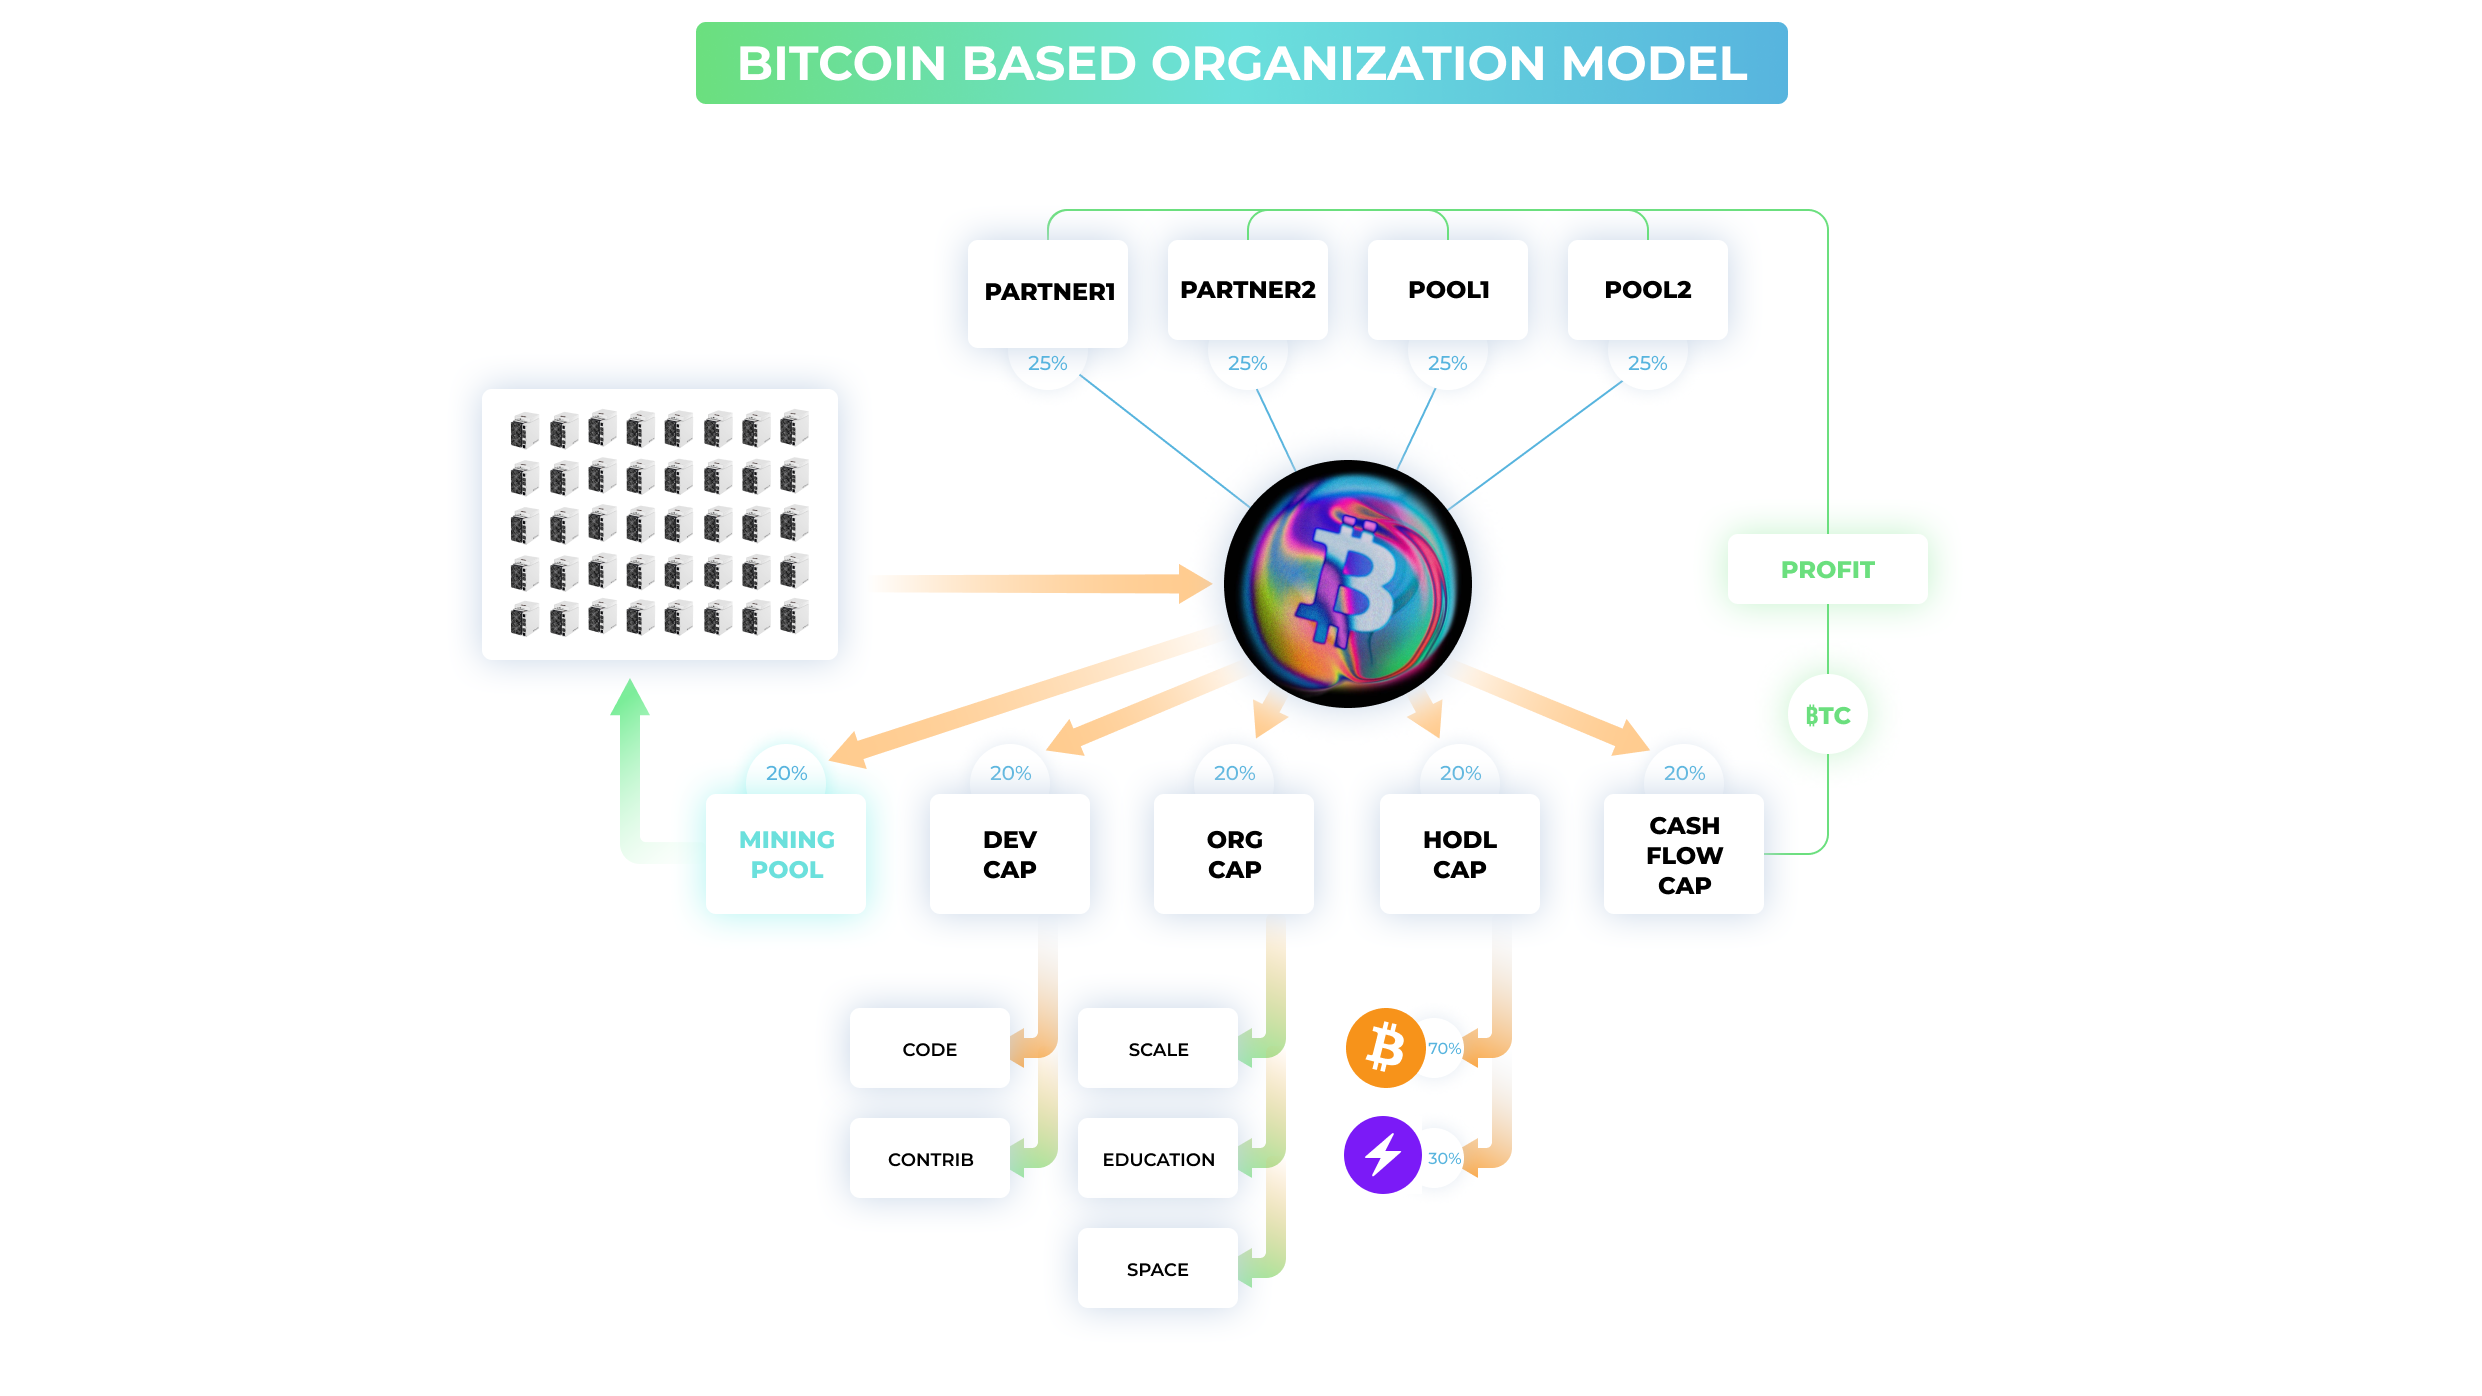 BITCOIN BASED ORGANIZATION MODEL
PARTNER1
PARTNER2
POOL1
POOL2
25%
25%
25%
25%
PROFIT
₿TC
20%
20%
20%
20%
20%
MINING
POOL
DEV
CAP
ORG
CAP
HODL
CAP
CASH
FLOW
CAP
CODE
SCALE
70%
CONTRIB
EDUCATION
30%
SPACE